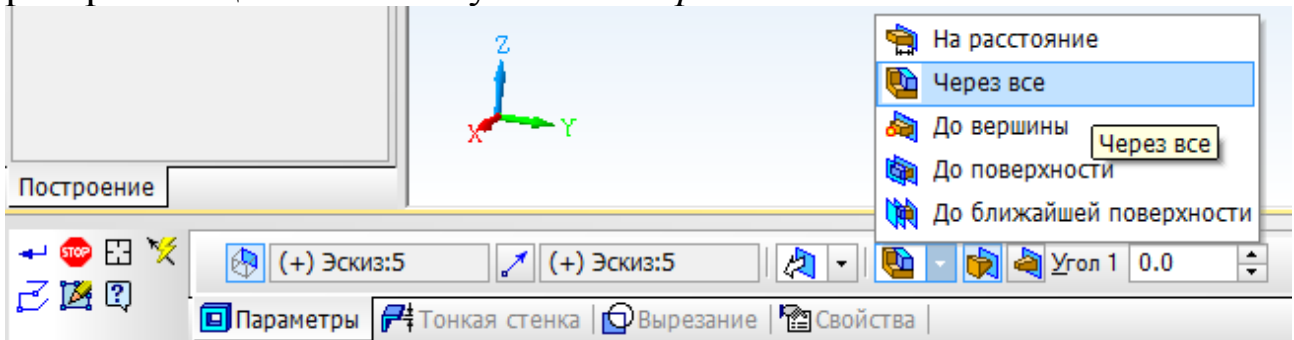 Z
X
Y
На расстояние
Через все
До вершины
Через все
До поверхности
До ближайшей поверхности
Построение
STOP
(+) Эскиз:5
(+) Эскиз:5
Угол 1 0.0
Параметры
Тонкая стенка
Вырезание
Свойства